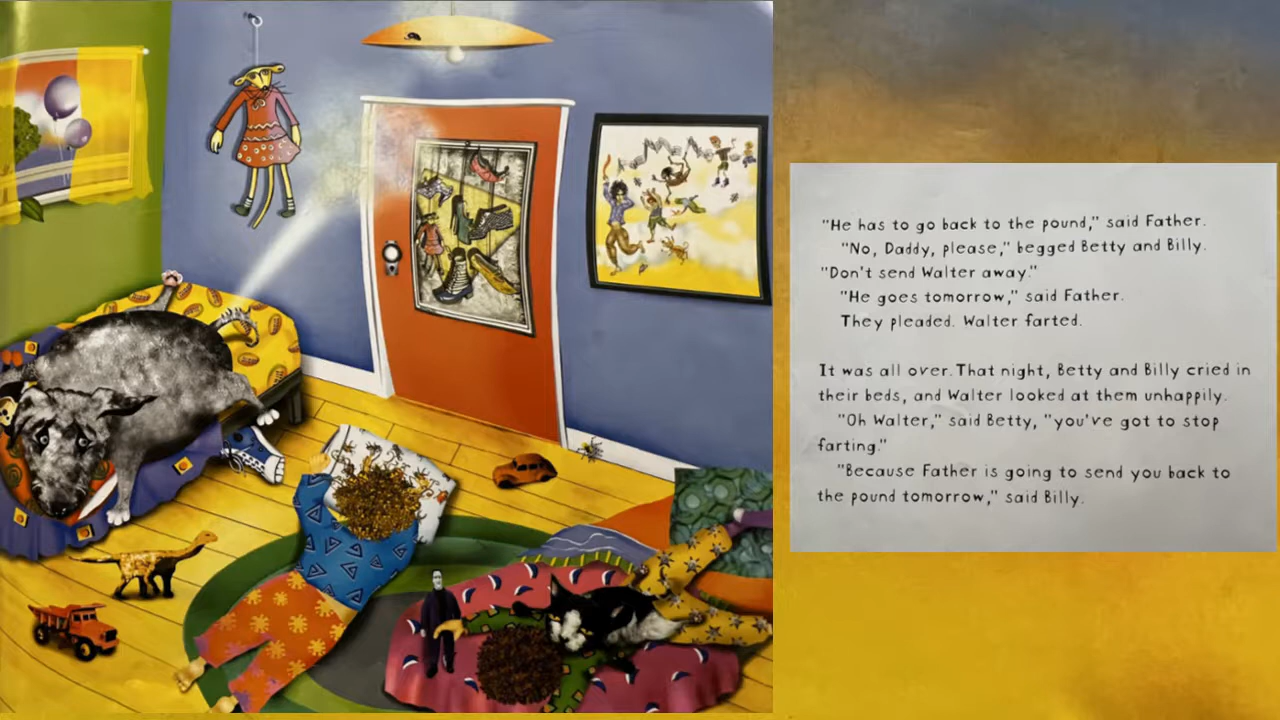 "He has to go back to the pound," said Father.
"No, Daddy, please," begged Betty and Billy.
"Don't send Walter away."
"He goes tomorrow," said Father.
They pleaded. Walter farted.
It was all over. That night, Betty and Billy cried in
their beds, and Walter looked at them unhappily.
"Oh Walter," said Betty, "you've got to stop
farting."
"Because Father is going to send you back to
the pound tomorrow," said Billy.